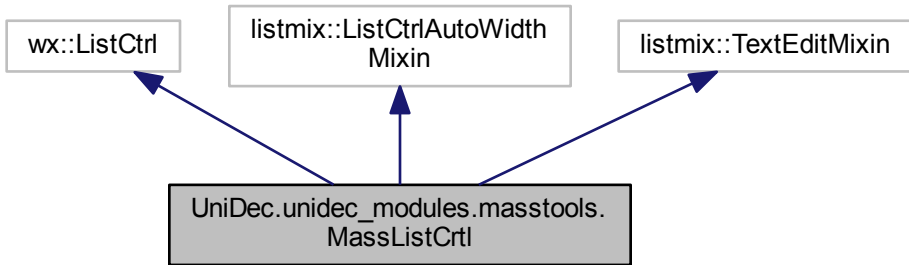 wx::ListCtrl
listmix::ListCtrlAutoWidth
Mixin
listmix::TextEditMixin
UniDec.unidec_modules.masstools.
MassListCrtl